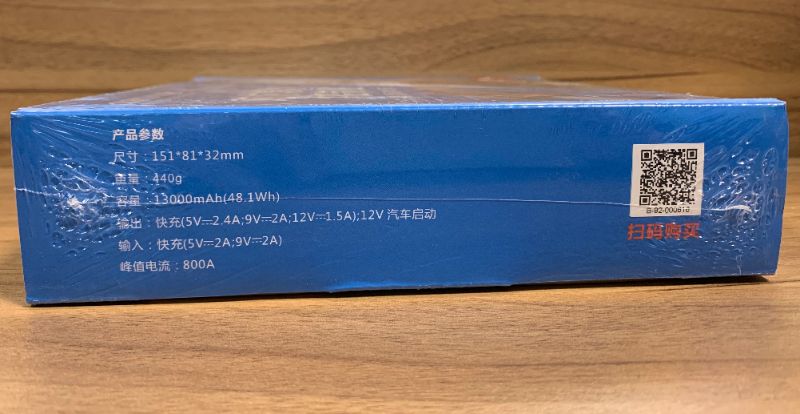 产品参数
尺寸：151*81*32mm
重量：440g
容量：13000mAh(48.1Wh)
输出：快充(5V⎓2.4A;9V⎓2A;12V⎓1.5A);12V 汽车启动
输入：快充(5V⎓2A;9V⎓2A)
峰值电流：800A
扫码购买